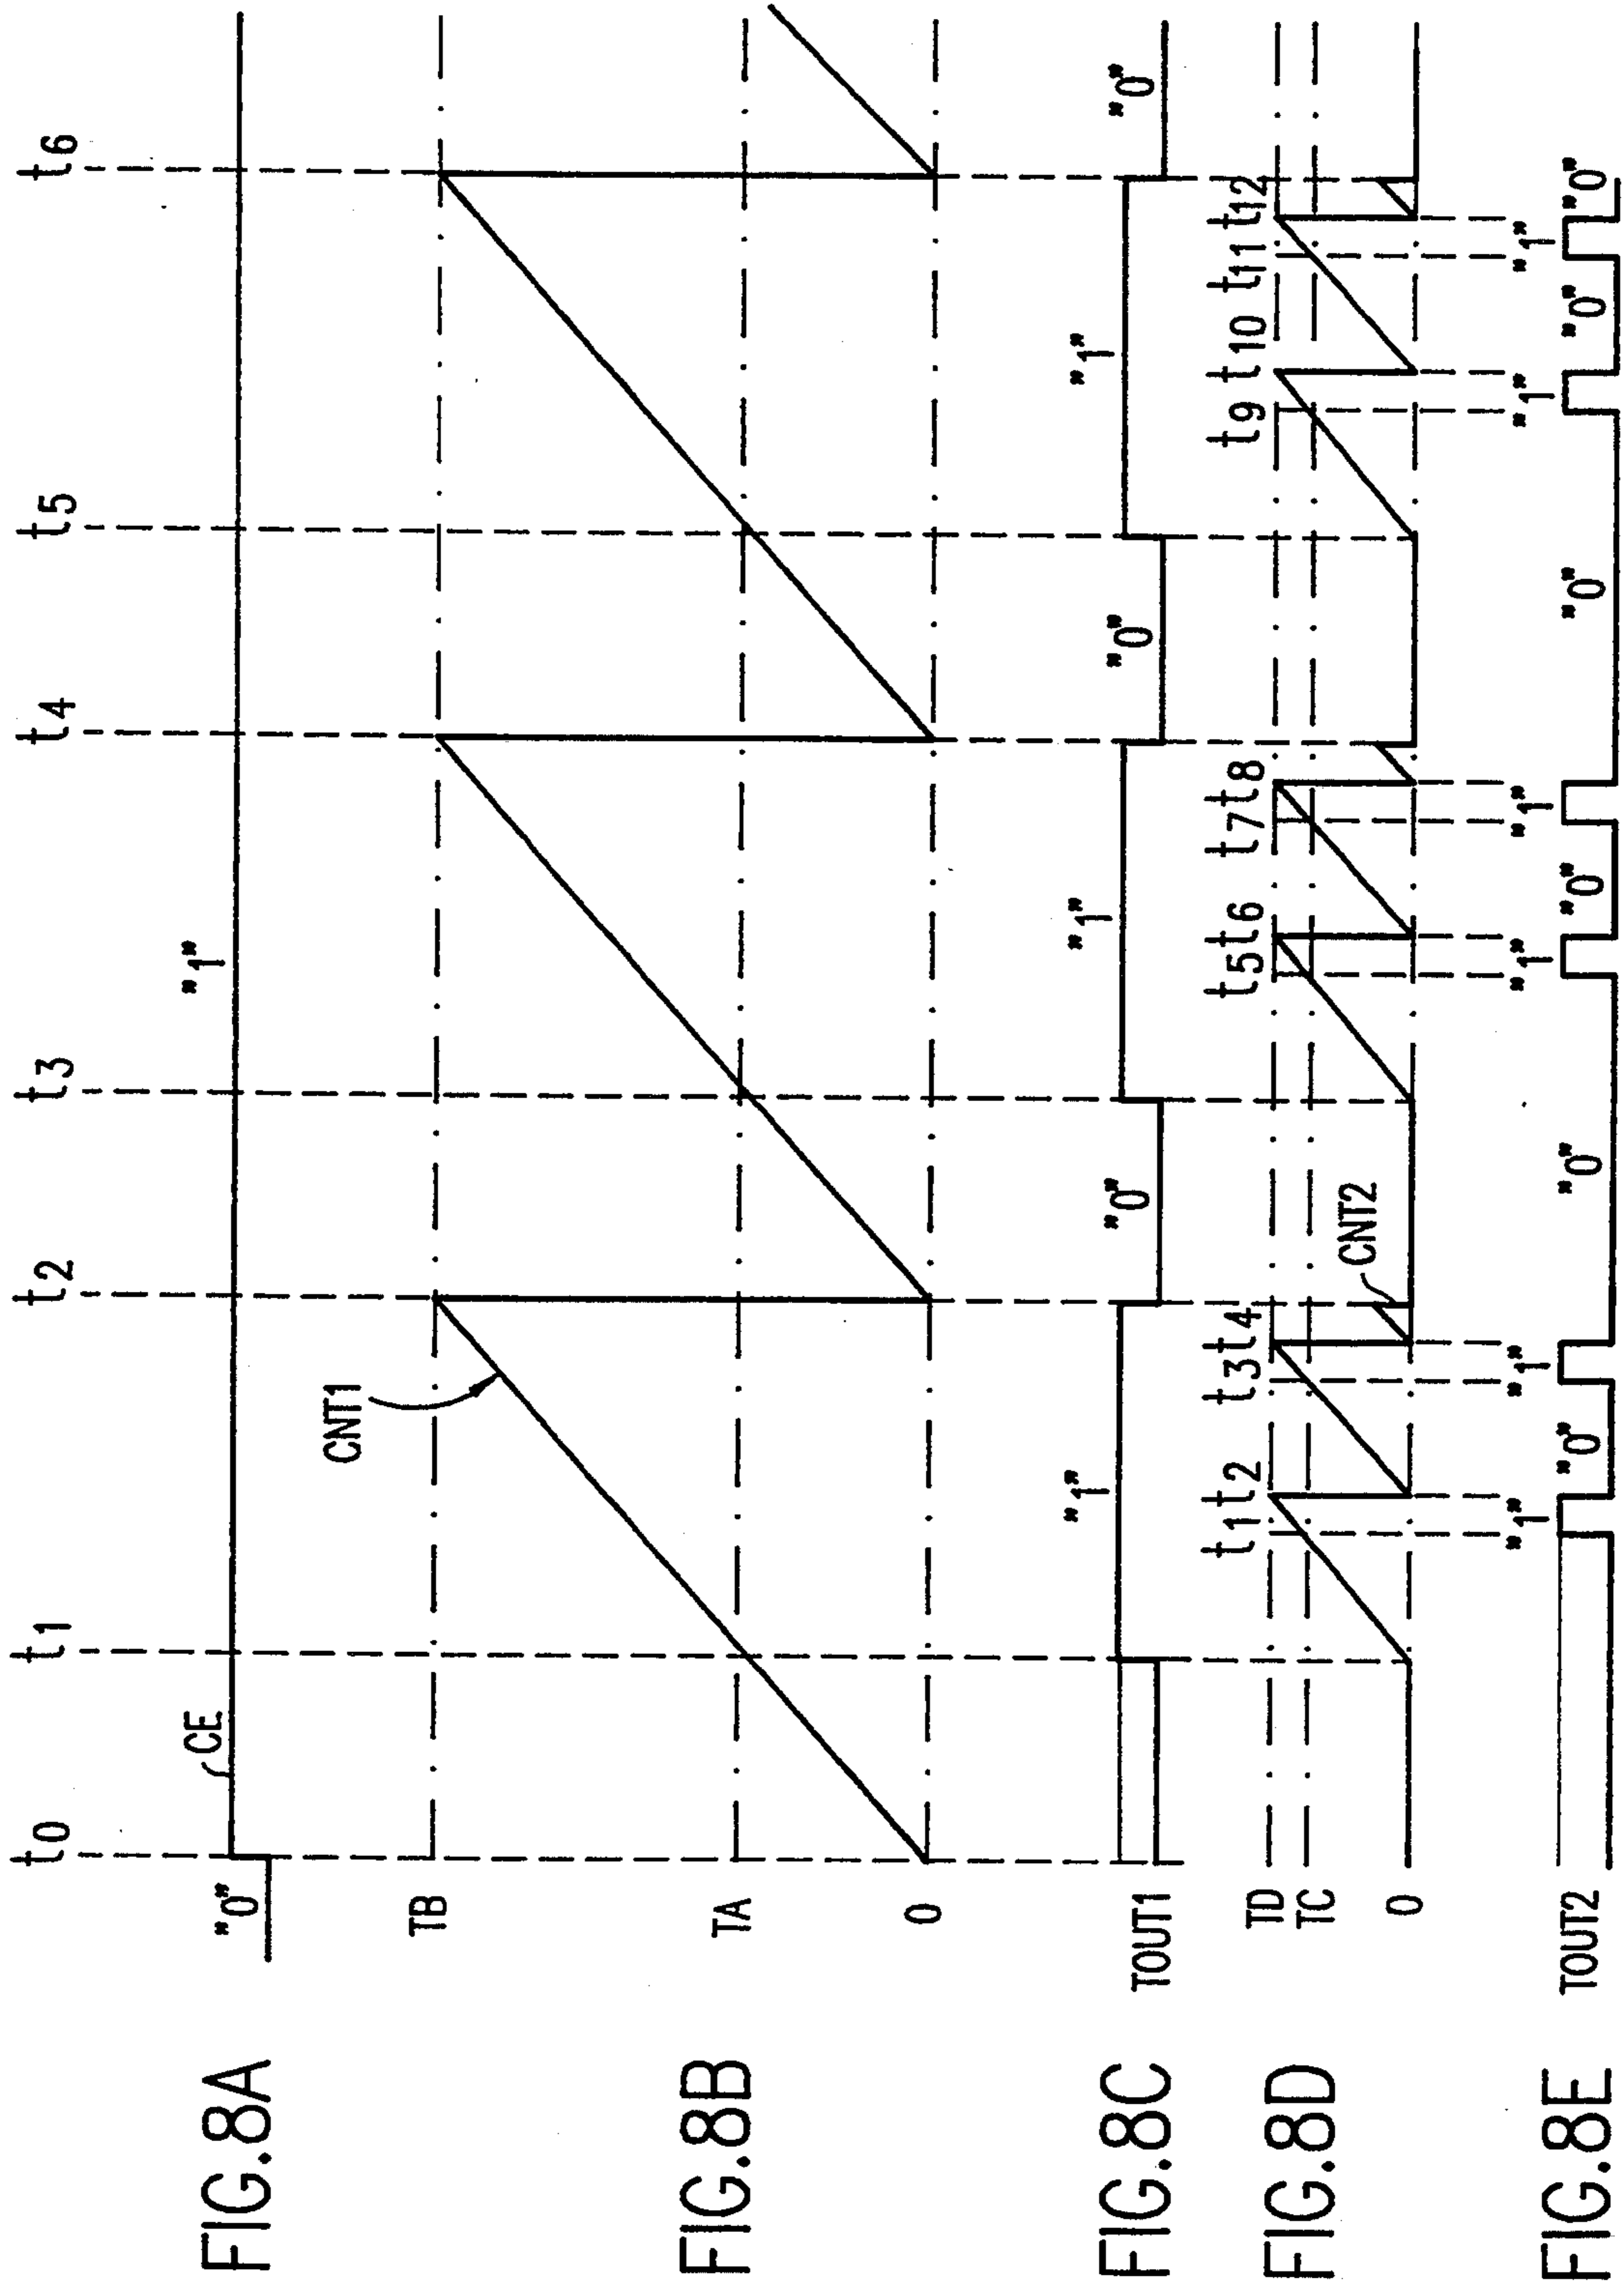 t0 t1 t2 t3 t4 t5 t6
FIG.8A "0" CE "1"
FIG.8B TB TA 0 CNT1
FIG.8C TOUT1 "1" "0" "1" "0" "1" "0"
FIG.8D TD TC 0 t1 t2 t3 t4 CNT2 t5 t6 t7 t8 t9 t10 t11 t12
FIG.8E TOUT2 "1" "0" "1" "0" "1" "0" "1" "0" "1" "0" "1" "0"